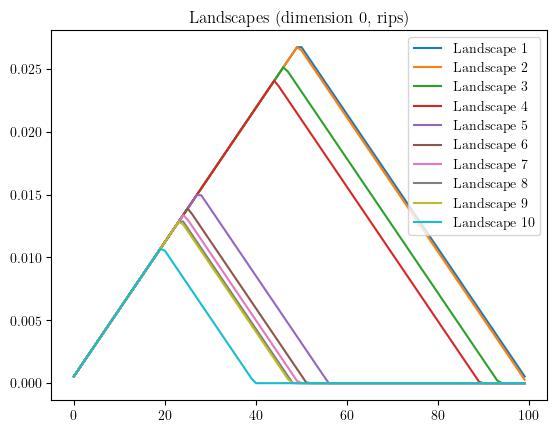 Landscapes (dimension 0, rips)
Landscape 1
Landscape 2
Landscape 3
Landscape 4
Landscape 5
Landscape 6
Landscape 7
Landscape 8
Landscape 9
Landscape 10
0.025
0.020
0.015
0.010
0.005
0.000
0 20 40 60 80 100